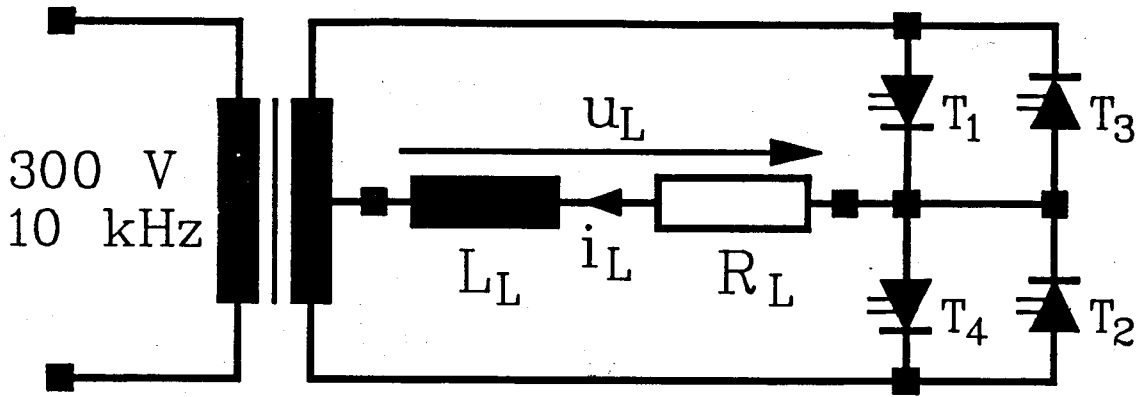 300 V
10 kHz
u_L
L_L
i_L
R_L
T_1
T_3
T_4
T_2